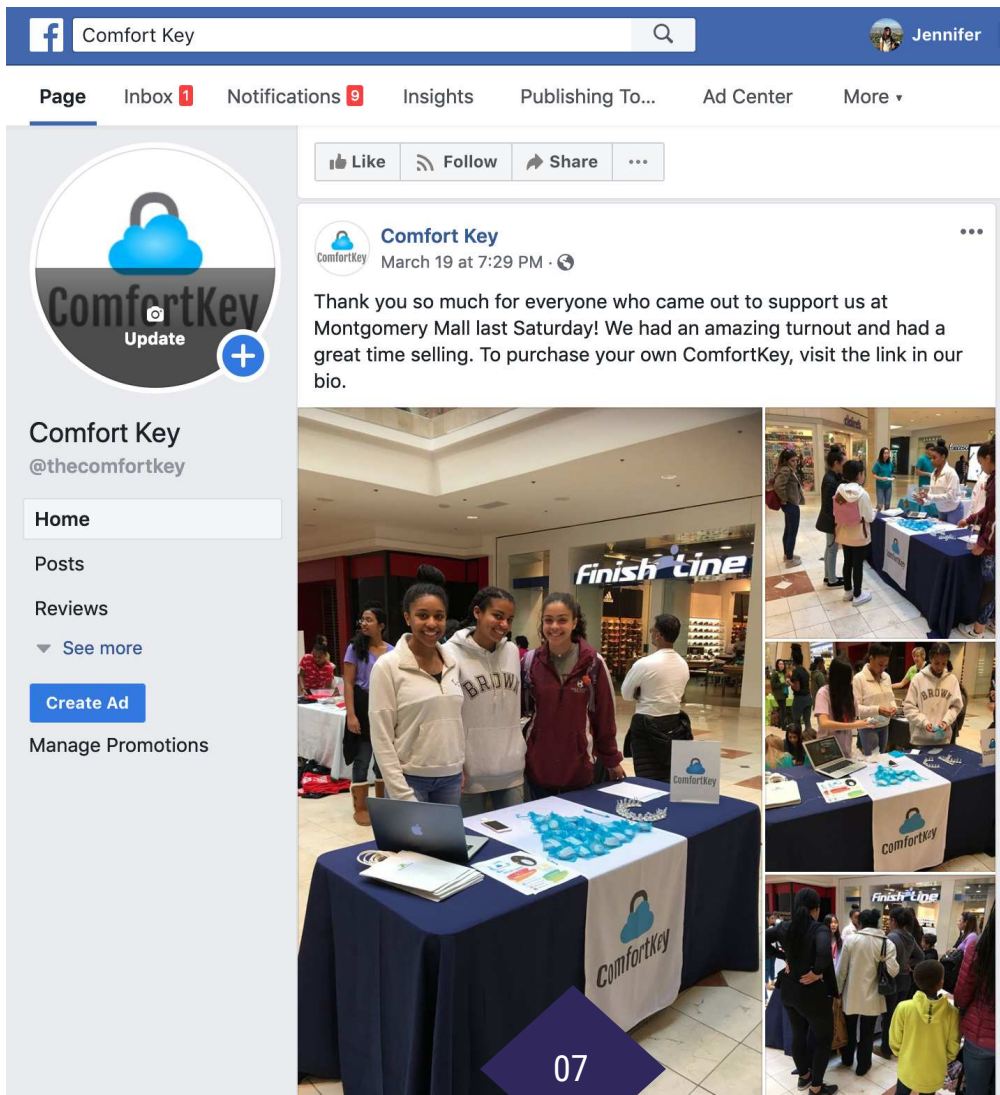 Comfort Key
Jennifer
Page
Inbox 1
Notifications 9
Insights
Publishing To...
Ad Center
More
Like
Follow
Share
ComfortKey
Update
Comfort Key
@thecomfortkey
Home
Posts
Reviews
See more
Create Ad
Manage Promotions
ComfortKey
Comfort Key
March 19 at 7:29 PM
Thank you so much for everyone who came out to support us at
Montgomery Mall last Saturday! We had an amazing turnout and had a
great time selling. To purchase your own ComfortKey, visit the link in our
bio.
Finish Line
BROWN
ComfortKey
ComfortKey
BROWN
ComfortKey
Finish Line
07